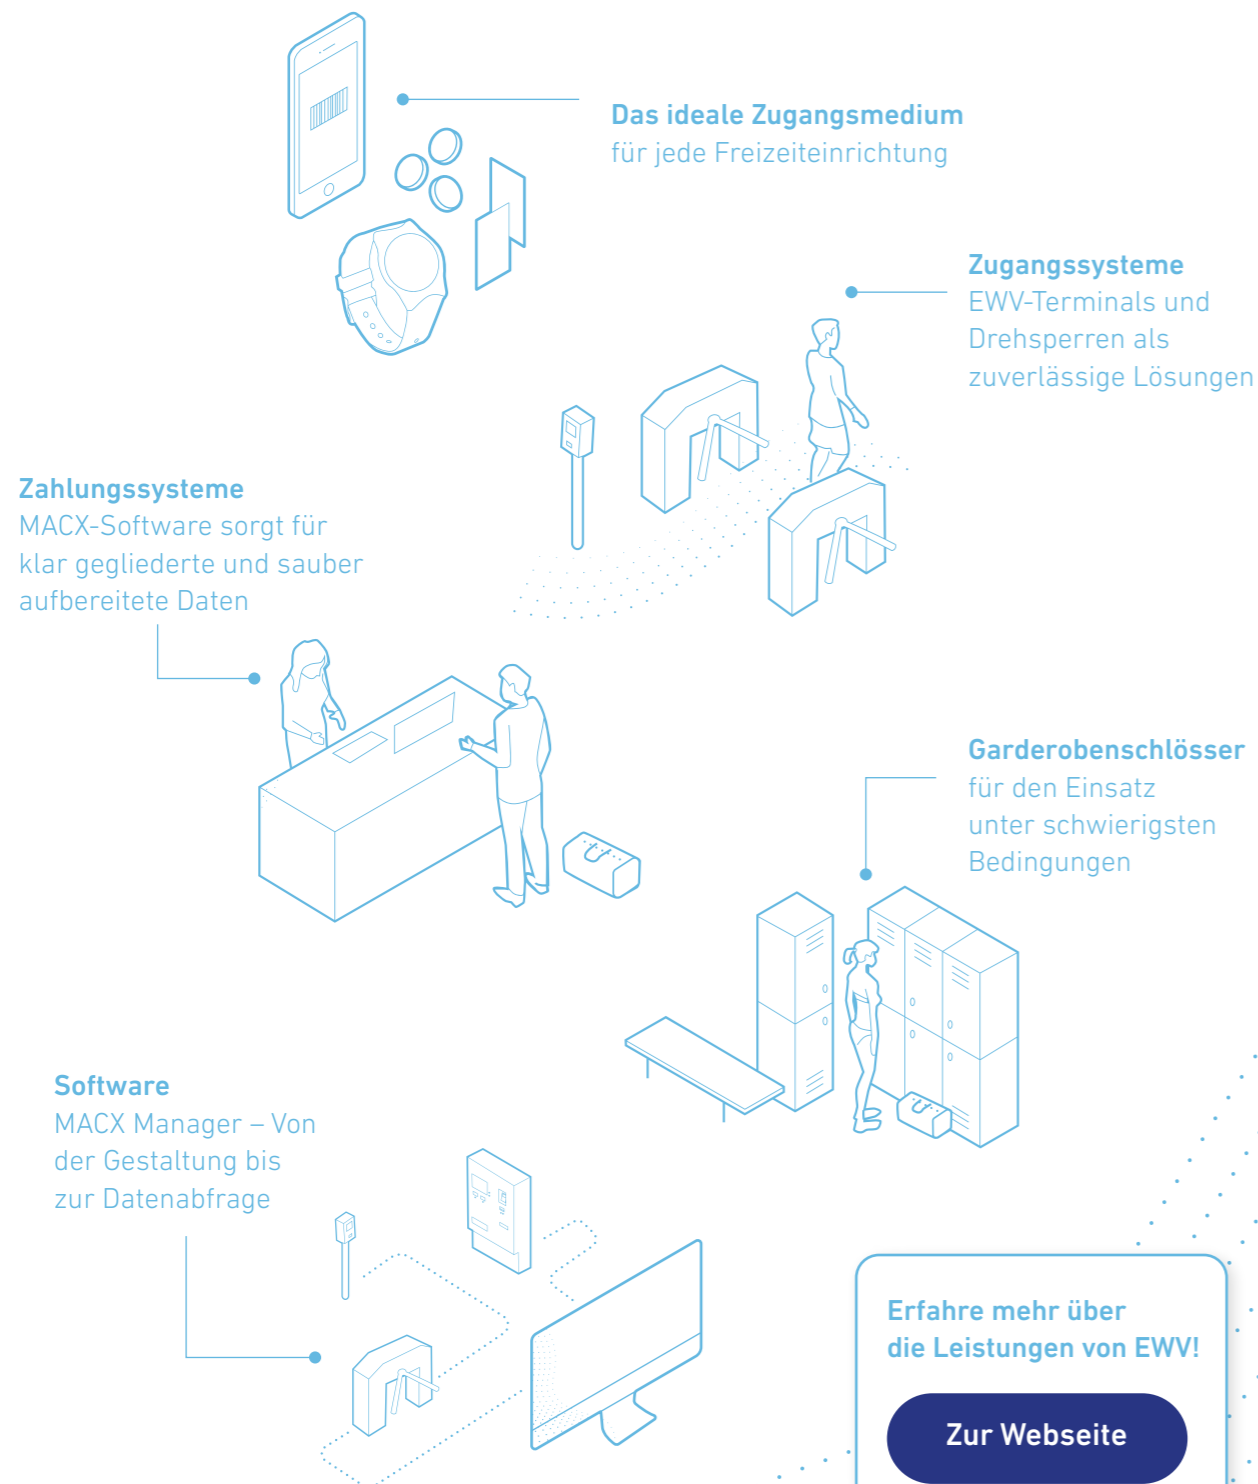 Das ideale Zugangsmedium
für jede Freizeiteinrichtung
Zugangssysteme
EWV-Terminals und
Drehsperren als
zuverlässige Lösungen
Zahlungssysteme
MACX-Software sorgt für
klar gegliederte und sauber
aufbereitete Daten
Garderobenschlösser
für den Einsatz
unter schwierigsten
Bedingungen
Software
MACX Manager – Von
der Gestaltung bis
zur Datenabfrage
Erfahre mehr über
die Leistungen von EWV!
Zur Webseite